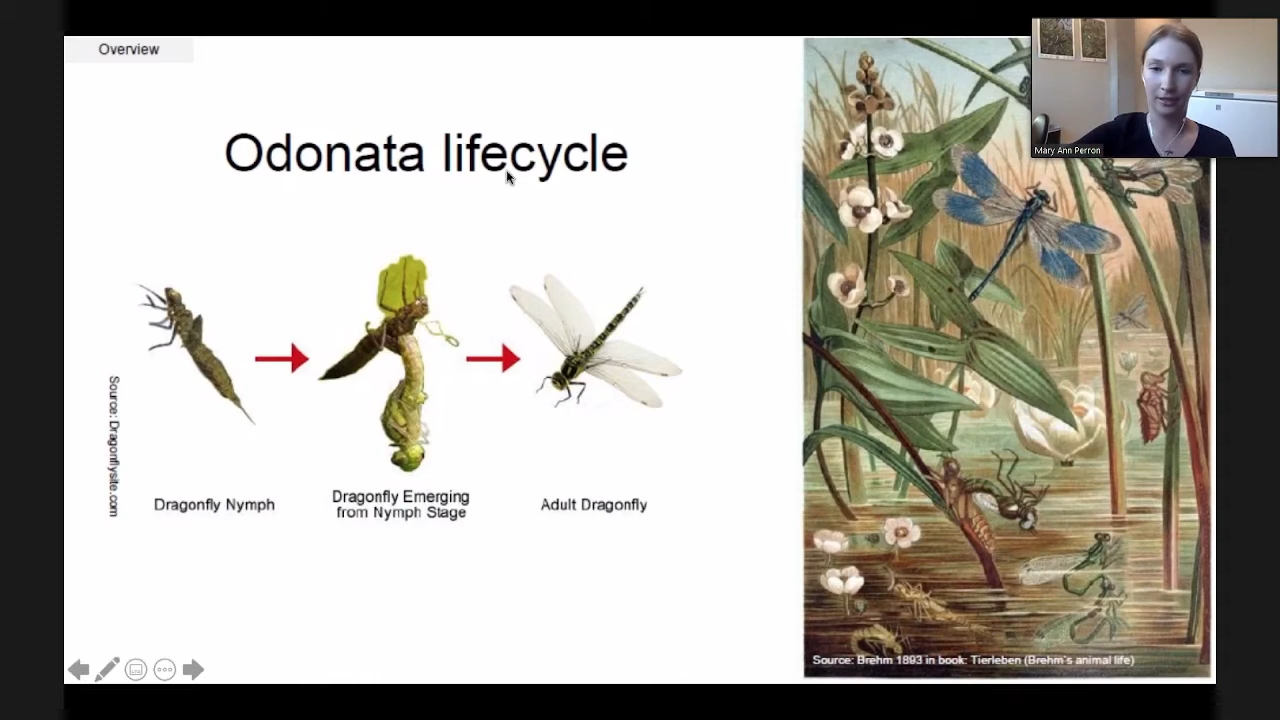 Overview
Mary Ann Perron
Odonata lifecycle
Source: Dragonflysite.com
Dragonfly Nymph
Dragonfly Emerging
from Nymph Stage
Adult Dragonfly
Source: Brehm 1893 in book: Tierleben (Brehm's animal life)